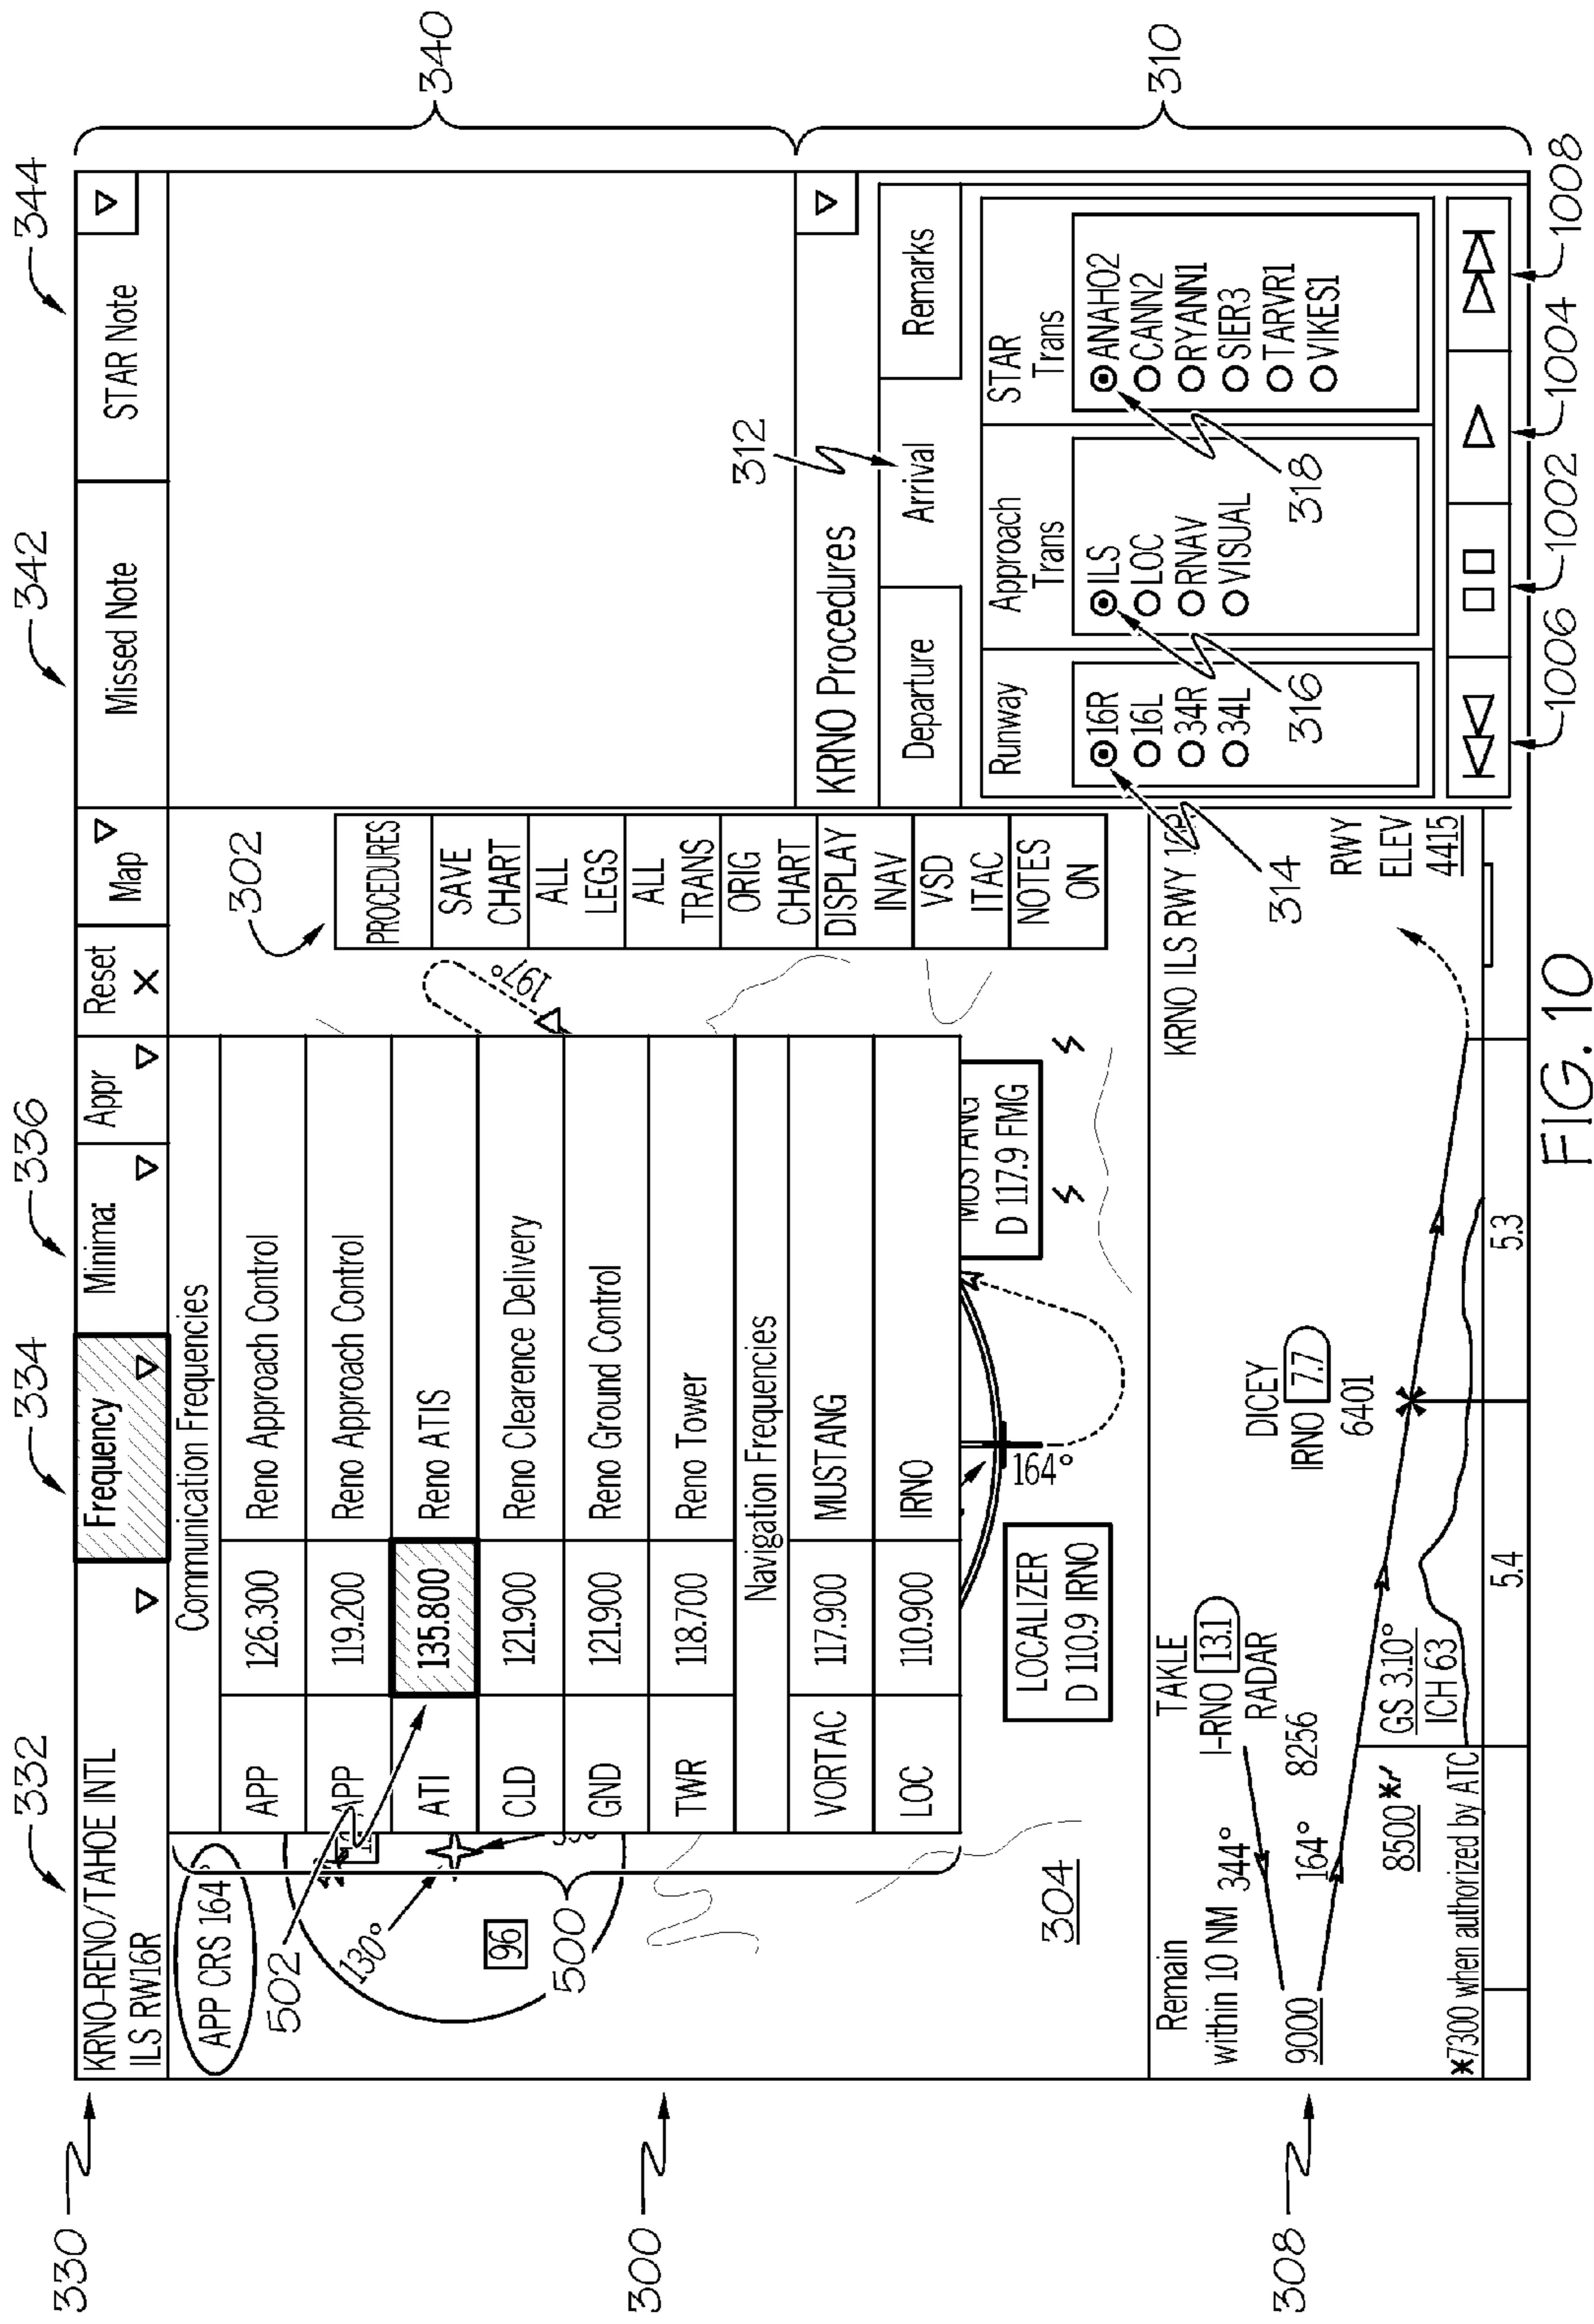 332
334
336
342
344
330
KRNO-RENO/TAHOE INTL
ILS RW16R
Frequency
Minima:
Appr
Reset
X
Map
Missed Note
STAR Note
340
APP CRS 164°
Communication Frequencies
APP 126.300 Reno Approach Control
APP 119.200 Reno Approach Control
ATI 135.800 Reno ATIS
CLD 121.900 Reno Clearence Delivery
GND 121.900 Reno Ground Control
TWR 118.700 Reno Tower
Navigation Frequencies
VORTAC 117.900 MUSTANG
LOC 110.900 IRNO
502
130°
96
500
300
304
302
PROCEDURES
SAVE
CHART
ALL
LEGS
ALL
TRANS
ORIG
CHART
DISPLAY
INAV
VSD
ITAC
NOTES
ON
197°
MUSTANG
D 117.9 FMG
LOCALIZER
D 110.9 IRNO
164°
312
KRNO Procedures
Departure
Arrival
Remarks
310
Runway
16R
16L
34R
34L
Approach
Trans
ILS
LOC
RNAV
VISUAL
STAR
Trans
ANAHO2
CANN2
RYANN1
SIER3
TARVR1
VIKES1
314
316
318
1006
1002
1004
1008
308
KRNO ILS RWY 16R
Remain
within 10 NM
344°
9000
164°
8256
TAKLE
I-RNO 13.1
RADAR
8500*
GS 3.10°
ICH 63
*7300 when authorized by ATC
DICEY
IRNO 7.7
6401
RWY
ELEV
4415
5.4
5.3
FIG. 10